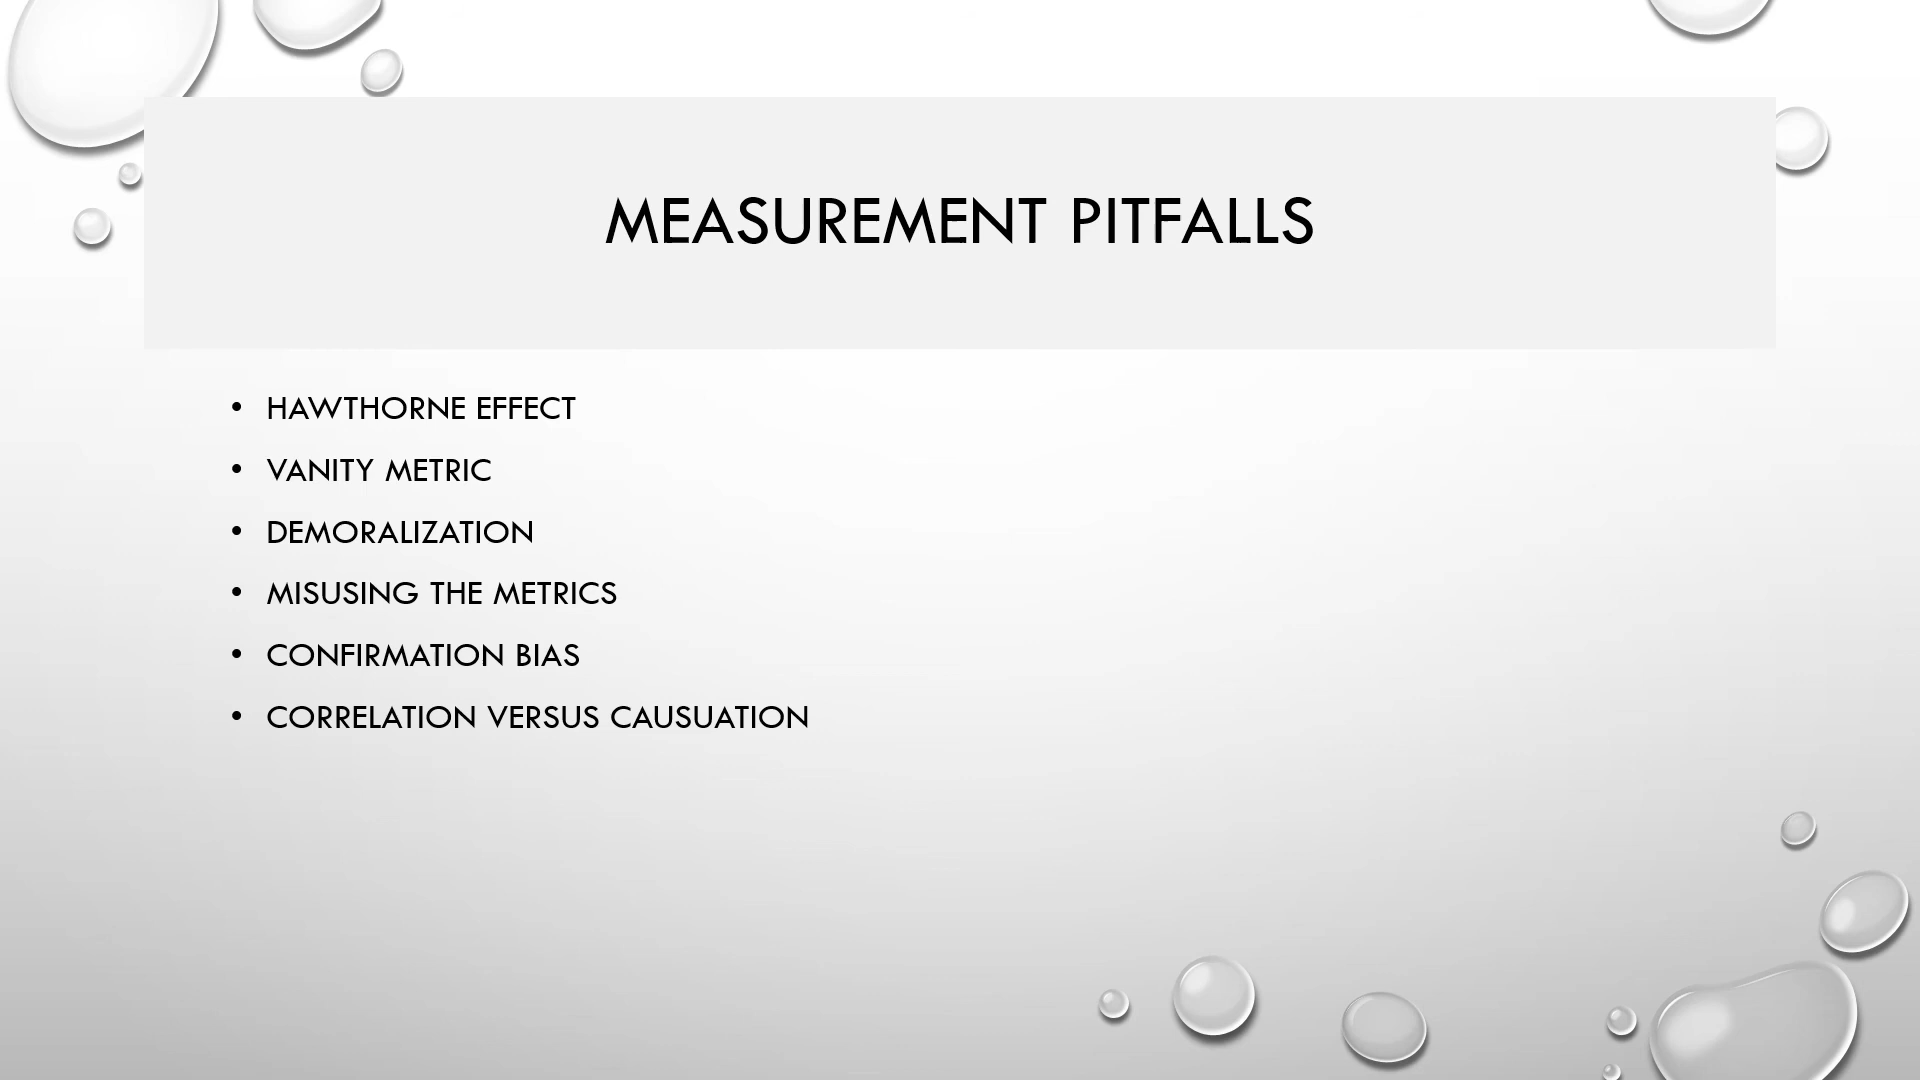 MEASUREMENT PITFALLS
• HAWTHORNE EFFECT
• VANITY METRIC
• DEMORALIZATION
• MISUSING THE METRICS
• CONFIRMATION BIAS
• CORRELATION VERSUS CAUSUATION